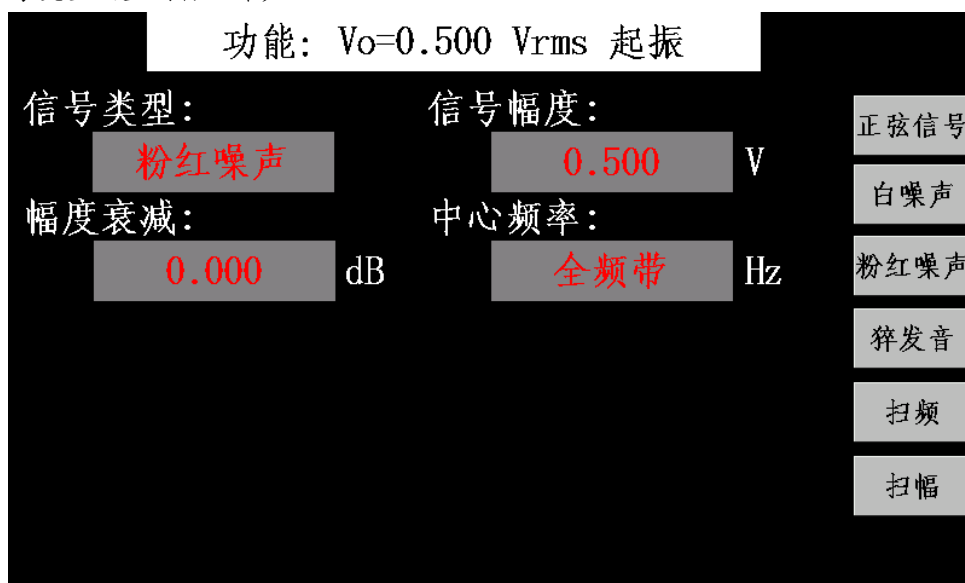 功能: Vo=0.500 Vrms 起振
信号类型:
粉红噪声
信号幅度:
0.500 V
幅度衰减:
0.000 dB
中心频率:
全频带 Hz
正弦信号
白噪声
粉红噪声
猝发音
扫频
扫幅